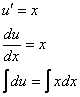 u' = x
du/dx = x
∫du = ∫xdx